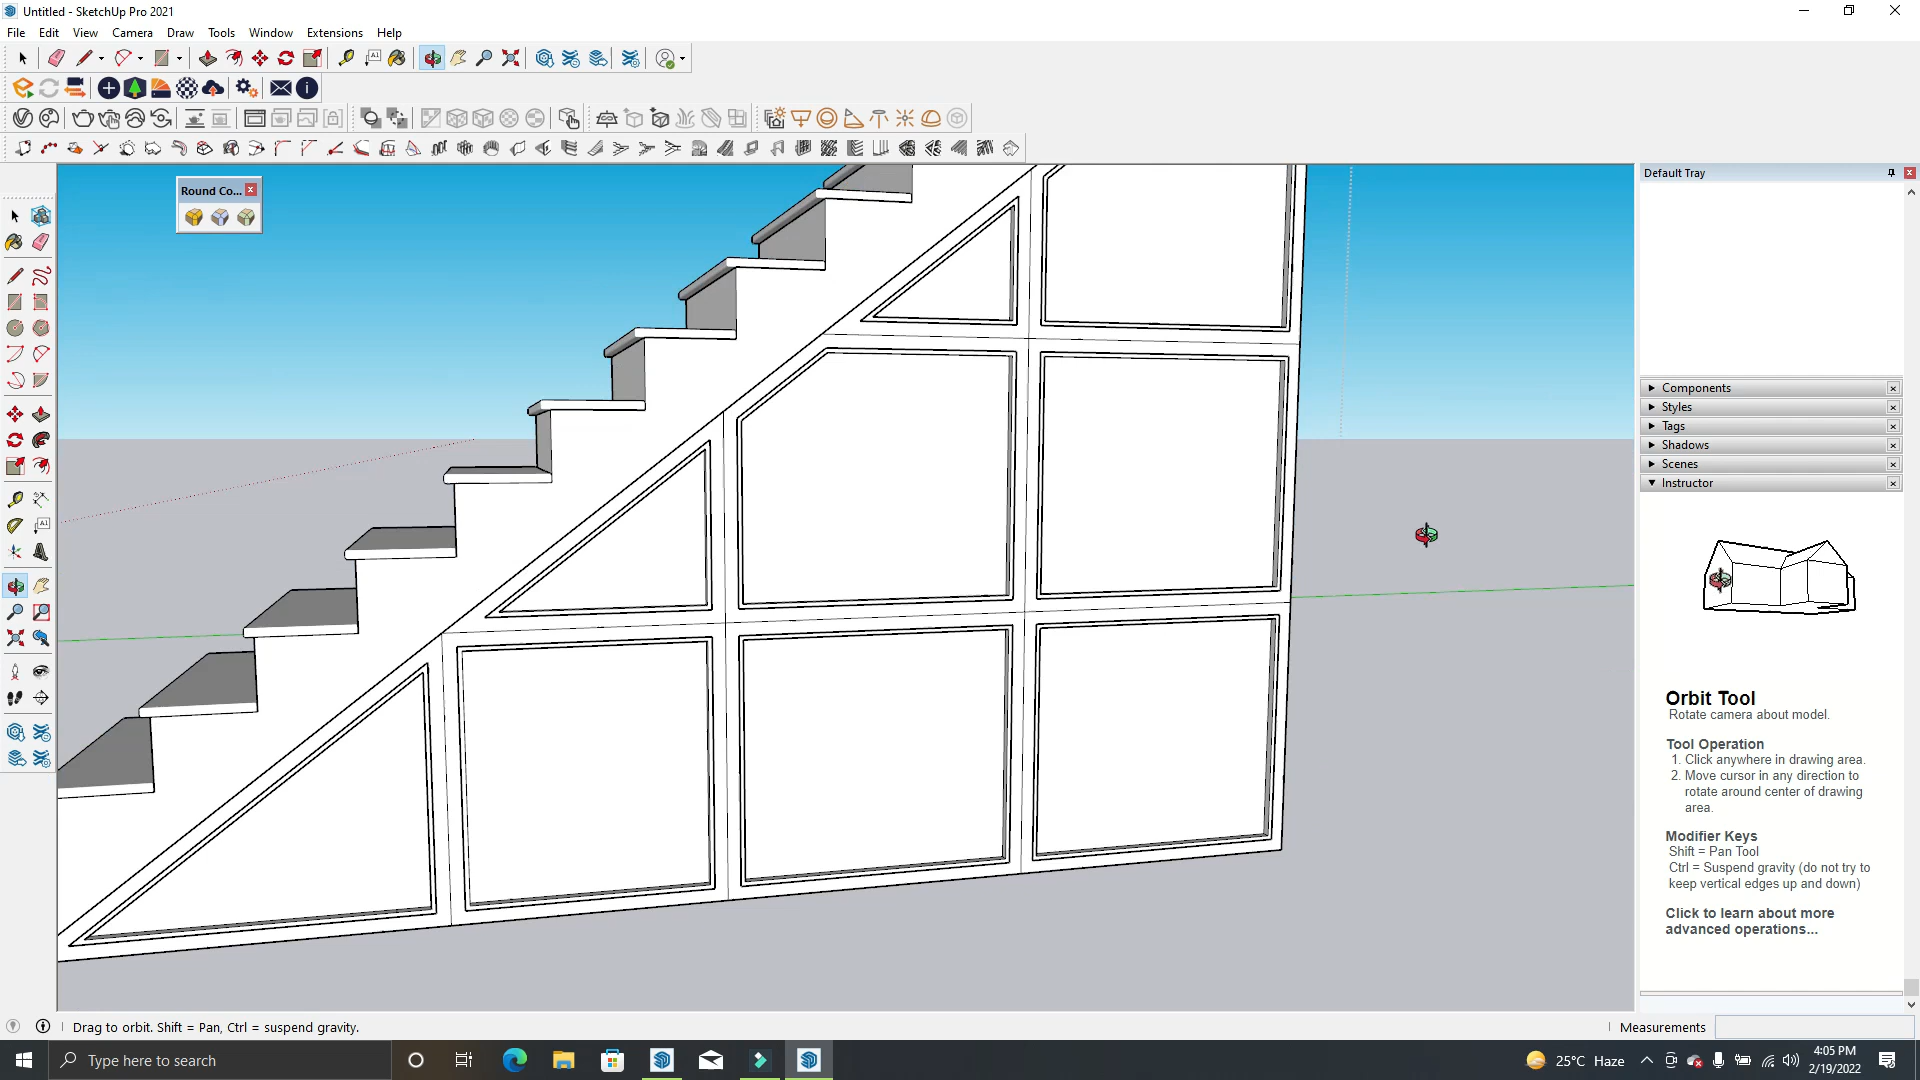 Untitled - SketchUp Pro 2021
File Edit View Camera Draw Tools Window Extensions Help
Round Co...
Default Tray
Components
Styles
Tags
Shadows
Scenes
Instructor
Orbit Tool
Rotate camera about model.
Tool Operation
1. Click anywhere in drawing area.
2. Move cursor in any direction to
rotate around center of drawing
area.
Modifier Keys
Shift = Pan Tool
Ctrl = Suspend gravity (do not try to
keep vertical edges up and down)
Click to learn about more
advanced operations...
Drag to orbit. Shift = Pan, Ctrl = suspend gravity.
Measurements
Type here to search
25°C Haze
4:05 PM
2/19/2022